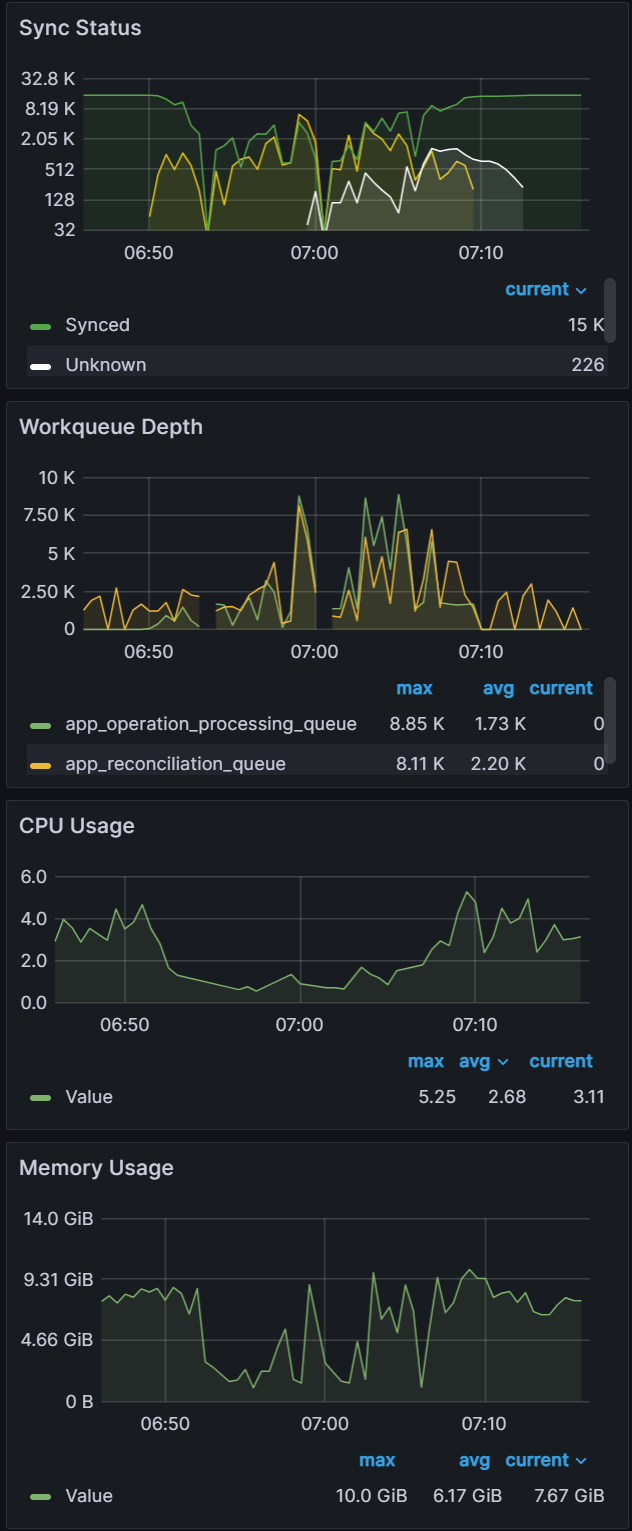 Sync Status
32.8 K
8.19 K
2.05 K
512
128
32
06:50 07:00 07:10
current
Synced 15 K
Unknown 226
Workqueue Depth
10 K
7.50 K
5 K
2.50 K
0
06:50 07:00 07:10
max avg current
app_operation_processing_queue 8.85 K 1.73 K 0
app_reconciliation_queue 8.11 K 2.20 K 0
CPU Usage
6.0
4.0
2.0
0.0
06:50 07:00 07:10
max avg current
Value 5.25 2.68 3.11
Memory Usage
14.0 GiB
9.31 GiB
4.66 GiB
0 B
06:50 07:00 07:10
max avg current
Value 10.0 GiB 6.17 GiB 7.67 GiB